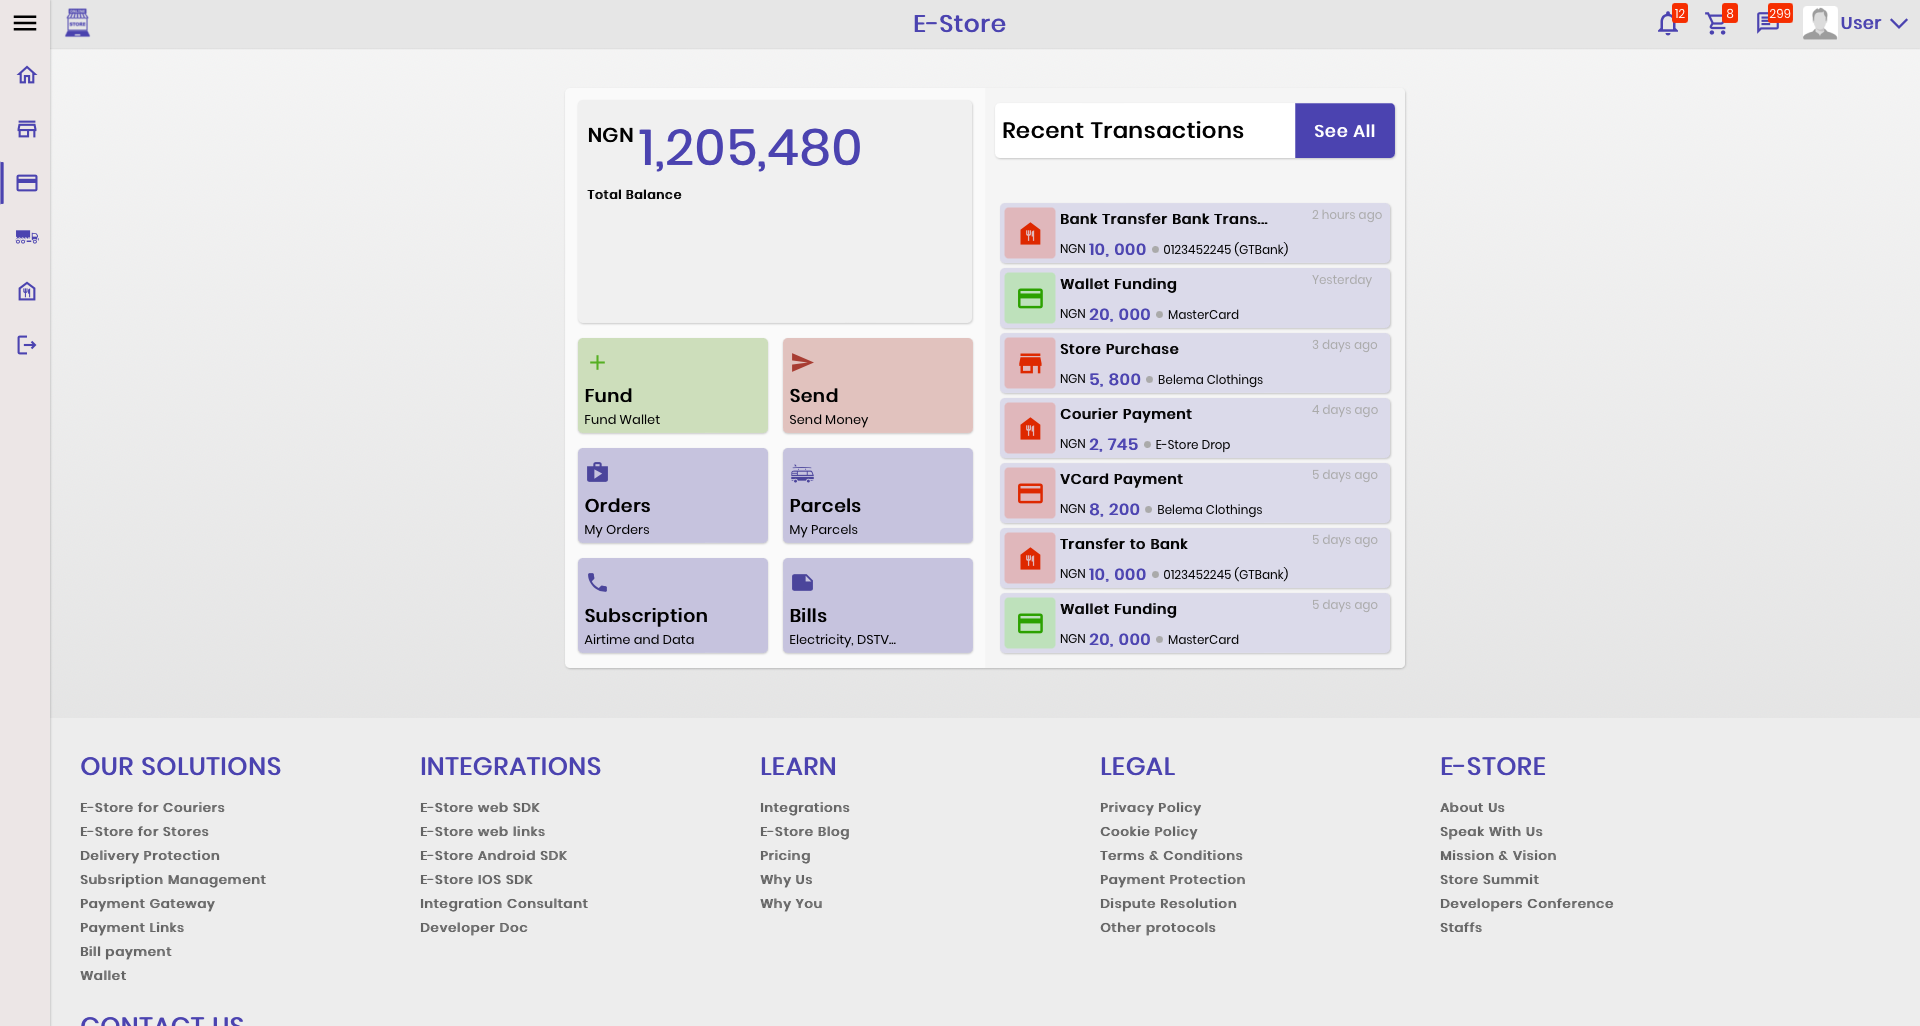 STORE
E-Store
12
8
299
User
NGN 1,205,480
Total Balance
Fund
Fund Wallet
Send
Send Money
Orders
My Orders
Parcels
My Parcels
Subscription
Airtime and Data
Bills
Electricity, DSTV...
Recent Transactions
See All
Bank Transfer Bank Trans...
2 hours ago
NGN 10, 000 0123452245 (GTBank)
Wallet Funding
Yesterday
NGN 20, 000 MasterCard
Store Purchase
3 days ago
NGN 5, 800 Belema Clothings
Courier Payment
4 days ago
NGN 2, 745 E-Store Drop
VCard Payment
5 days ago
NGN 8, 200 Belema Clothings
Transfer to Bank
5 days ago
NGN 10, 000 0123452245 (GTBank)
Wallet Funding
5 days ago
NGN 20, 000 MasterCard
OUR SOLUTIONS
E-Store for Couriers
E-Store for Stores
Delivery Protection
Subsription Management
Payment Gateway
Payment Links
Bill payment
Wallet
INTEGRATIONS
E-Store web SDK
E-Store web links
E-Store Android SDK
E-Store IOS SDK
Integration Consultant
Developer Doc
LEARN
Integrations
E-Store Blog
Pricing
Why Us
Why You
LEGAL
Privacy Policy
Cookie Policy
Terms & Conditions
Payment Protection
Dispute Resolution
Other protocols
E-STORE
About Us
Speak With Us
Mission & Vision
Store Summit
Developers Conference
Staffs
CONTACT US